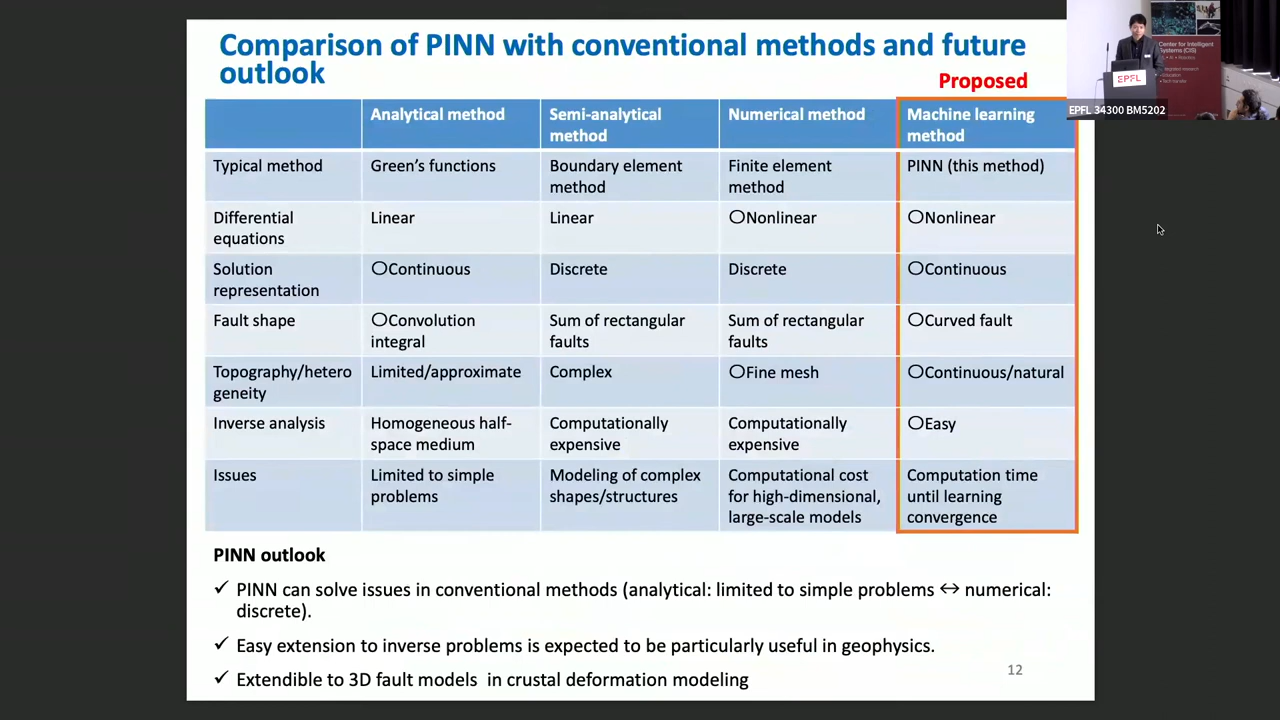 Comparison of PINN with conventional methods and future
outlook
Proposed
Analytical method
Semi-analytical
method
Numerical method
Machine learning
method
Typical method
Green's functions
Boundary element
method
Finite element
method
PINN (this method)
Differential
equations
Linear
Linear
○Nonlinear
○Nonlinear
Solution
representation
○Continuous
Discrete
Discrete
○Continuous
Fault shape
○Convolution
integral
Sum of rectangular
faults
Sum of rectangular
faults
○Curved fault
Topography/hetero
geneity
Limited/approximate
Complex
○Fine mesh
○Continuous/natural
Inverse analysis
Homogeneous half-
space medium
Computationally
expensive
Computationally
expensive
○Easy
Issues
Limited to simple
problems
Modeling of complex
shapes/structures
Computational cost
for high-dimensional,
large-scale models
Computation time
until learning
convergence
PINN outlook
✓ PINN can solve issues in conventional methods (analytical: limited to simple problems ↔ numerical:
discrete).
✓ Easy extension to inverse problems is expected to be particularly useful in geophysics.
✓ Extendible to 3D fault models in crustal deformation modeling
12
Center for Intelligent
Systems (CIS)
EPFL
EPFL 34300 BM5202